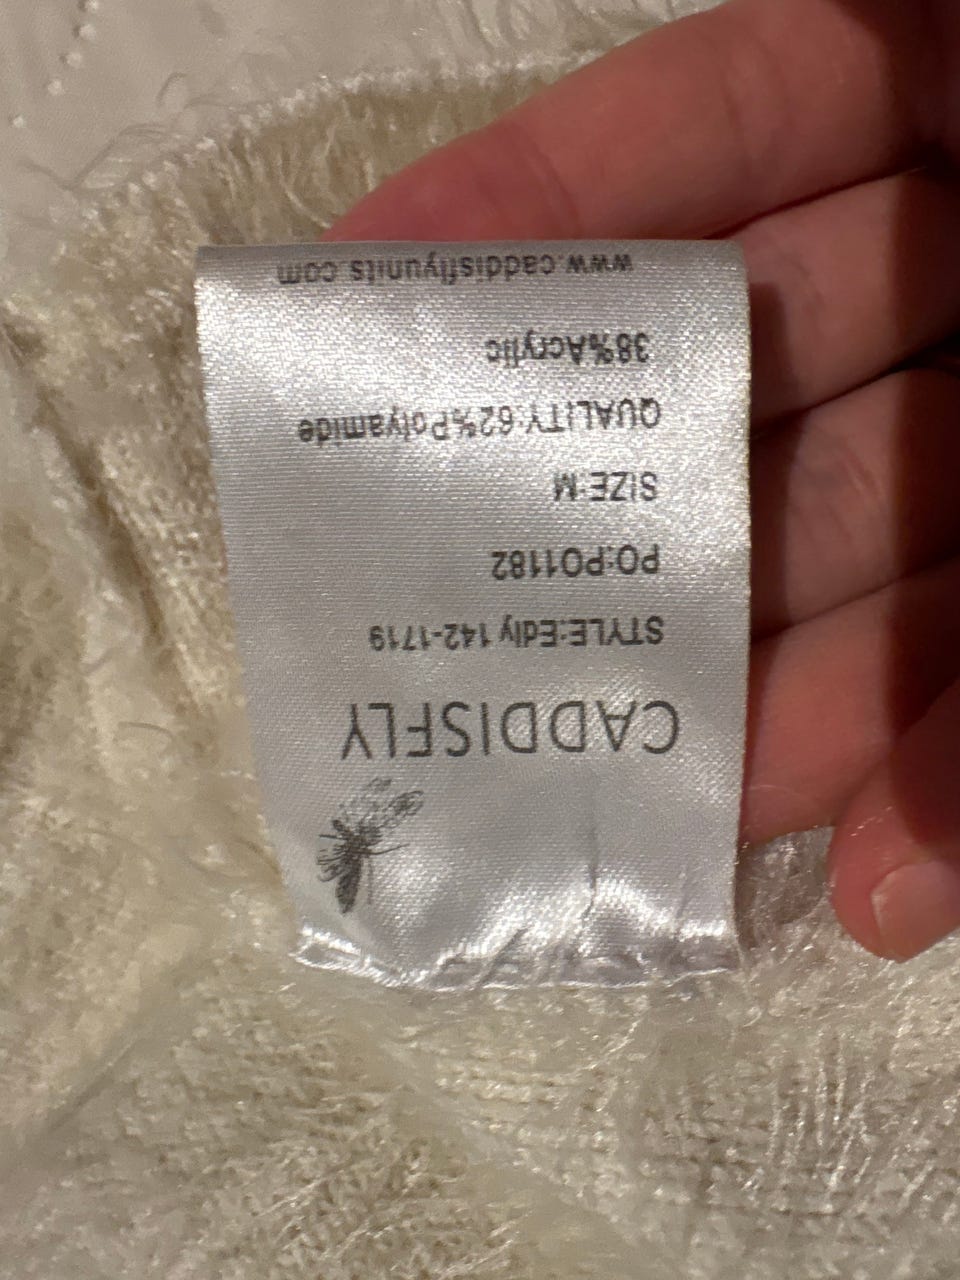 CADDISFLY
STYLE:Edly 142-1719
PO:PO1182
SIZE:M
QUALITY:62%Polyamide
38%Acrylic
www.caddisflyunits.com